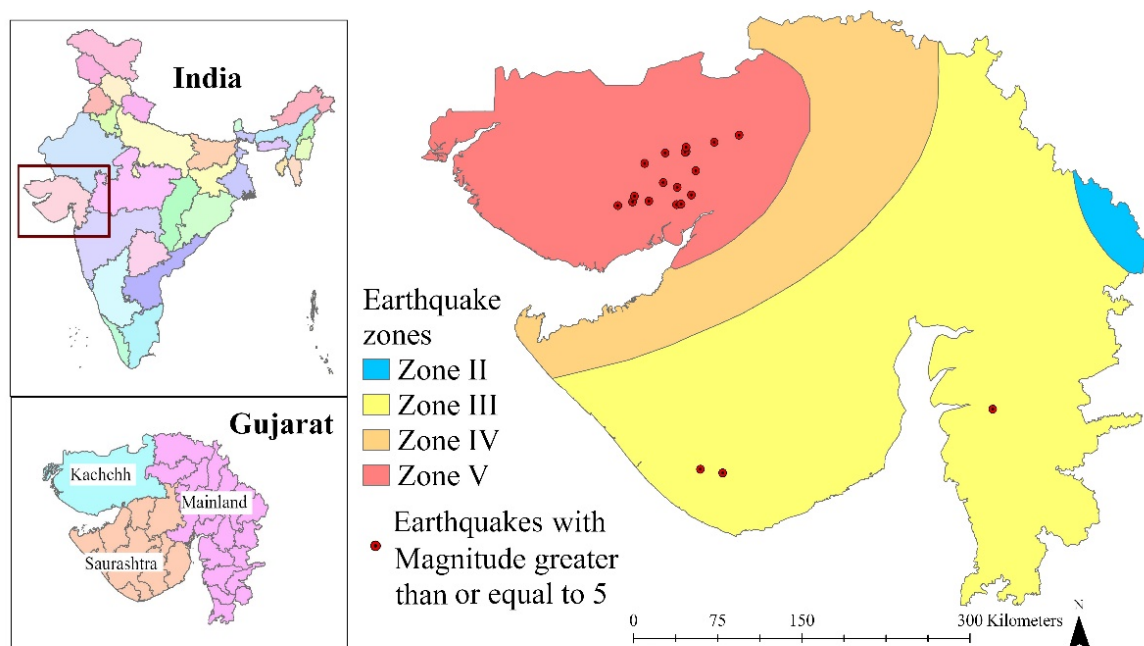 India
Gujarat
Kachchh
Mainland
Saurashtra
Earthquake
zones
Zone II
Zone III
Zone IV
Zone V
Earthquakes with
Magnitude greater
than or equal to 5
0 75 150 300 Kilometers
N